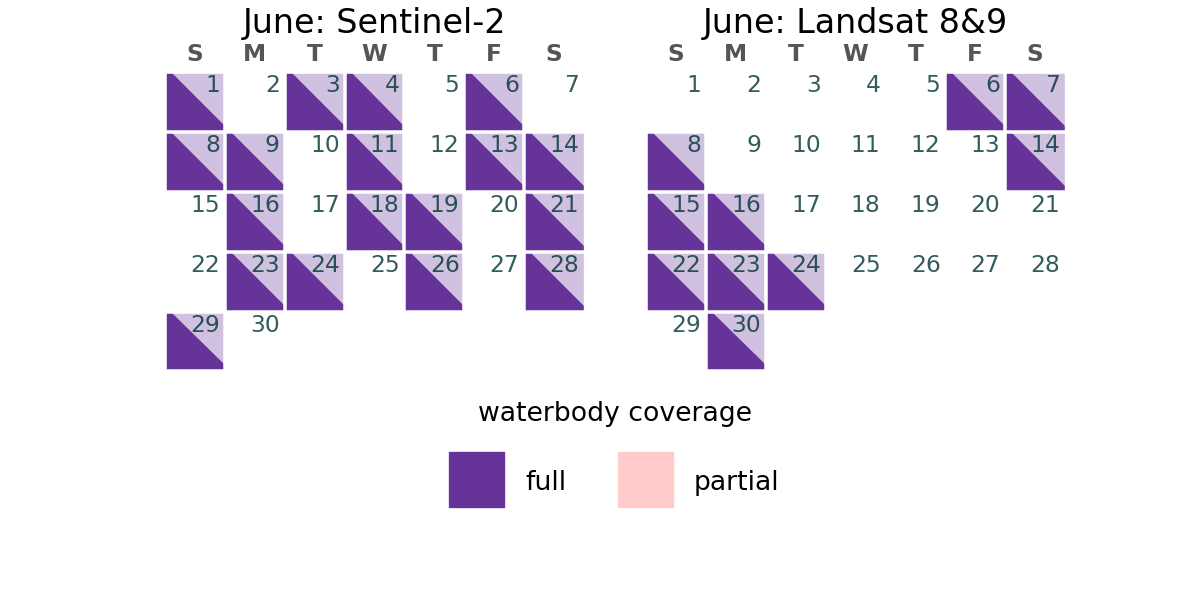 June: Sentinel-2
S M T W T F S
1 2 3 4 5 6 7
8 9 10 11 12 13 14
15 16 17 18 19 20 21
22 23 24 25 26 27 28
29 30
June: Landsat 8&9
S M T W T F S
1 2 3 4 5 6 7
8 9 10 11 12 13 14
15 16 17 18 19 20 21
22 23 24 25 26 27 28
29 30
waterbody coverage
full partial